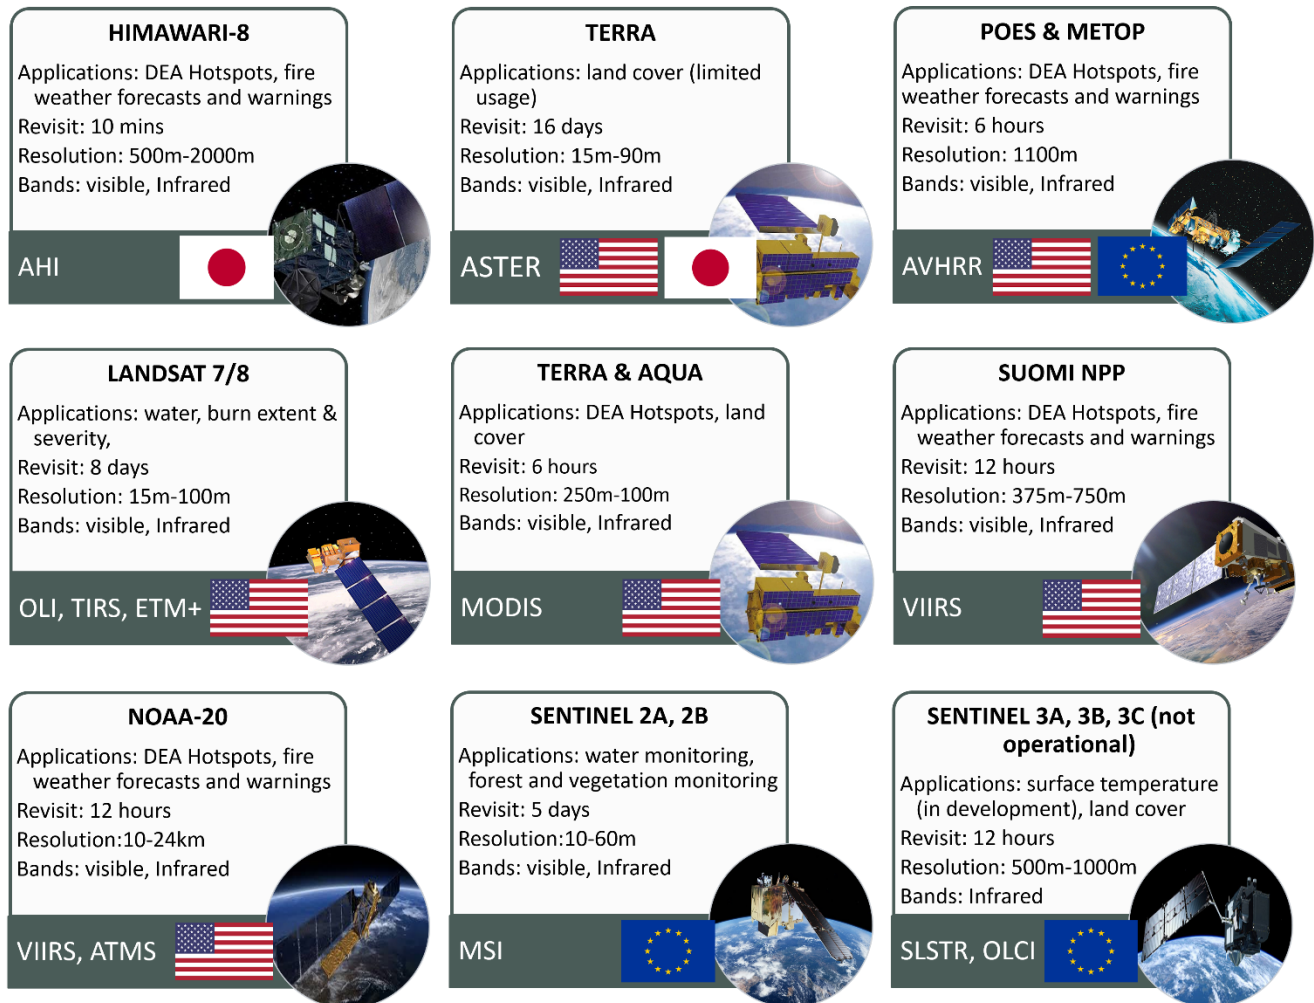 HIMAWARI-8
Applications: DEA Hotspots, fire
weather forecasts and warnings
Revisit: 10 mins
Resolution: 500m-2000m
Bands: visible, Infrared
AHI
TERRA
Applications: land cover (limited
usage)
Revisit: 16 days
Resolution: 15m-90m
Bands: visible, Infrared
ASTER
POES & METOP
Applications: DEA Hotspots, fire
weather forecasts and warnings
Revisit: 6 hours
Resolution: 1100m
Bands: visible, Infrared
AVHRR
LANDSAT 7/8
Applications: water, burn extent &
severity,
Revisit: 8 days
Resolution: 15m-100m
Bands: visible, Infrared
OLI, TIRS, ETM+
TERRA & AQUA
Applications: DEA Hotspots, land
cover
Revisit: 6 hours
Resolution: 250m-100m
Bands: visible, Infrared
MODIS
SUOMI NPP
Applications: DEA Hotspots, fire
weather forecasts and warnings
Revisit: 12 hours
Resolution: 375m-750m
Bands: visible, Infrared
VIIRS
NOAA-20
Applications: DEA Hotspots, fire
weather forecasts and warnings
Revisit: 12 hours
Resolution:10-24km
Bands: visible, Infrared
VIIRS, ATMS
SENTINEL 2A, 2B
Applications: water monitoring,
forest and vegetation monitoring
Revisit: 5 days
Resolution:10-60m
Bands: visible, Infrared
MSI
SENTINEL 3A, 3B, 3C (not
operational)
Applications: surface temperature
(in development), land cover
Revisit: 12 hours
Resolution: 500m-1000m
Bands: Infrared
SLSTR, OLCI